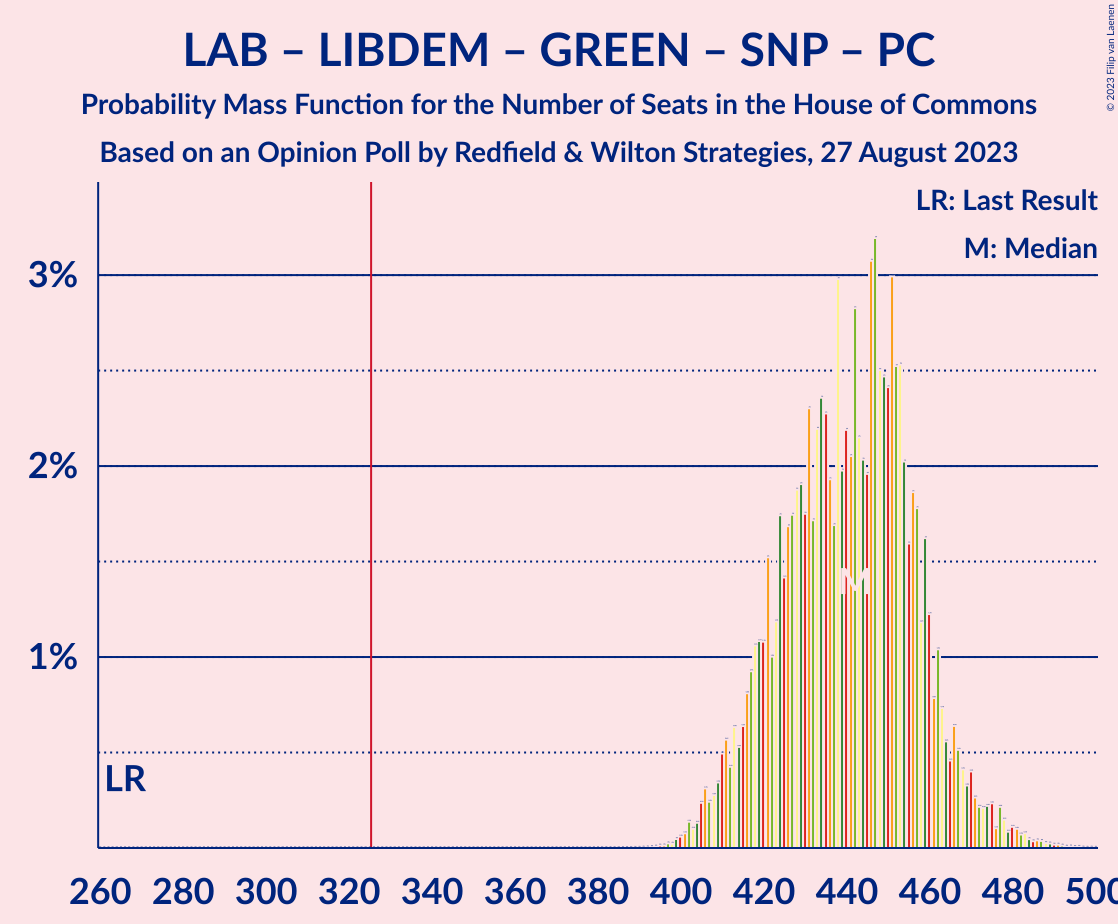 LAB – LIBDEM – GREEN – SNP – PC
Probability Mass Function for the Number of Seats in the House of Commons
Based on an Opinion Poll by Redfield & Wilton Strategies, 27 August 2023
© 2023 Filip van Laenen
LR: Last Result
M: Median
3%
2%
1%
LR
M
260 280 300 320 340 360 380 400 420 440 460 480 500